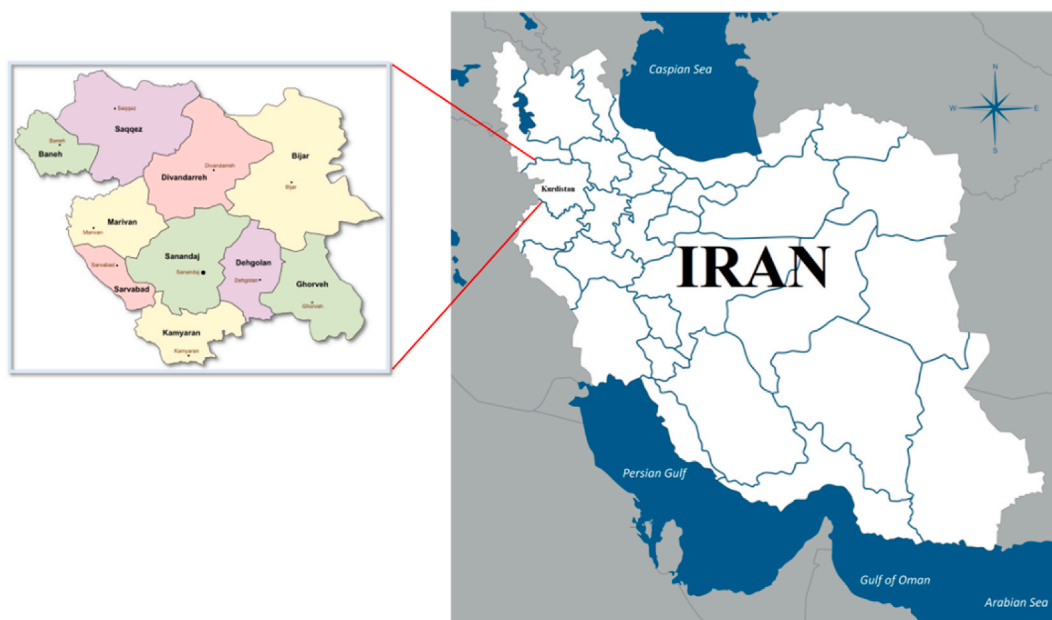 Saqqez
Saqqez
Baneh
Baneh
Divandarreh
Divandarreh
Bijar
Bijar
Marivan
Marivan
Sanandaj
Sanandaj
Dehgolan
Dehgolan
Sarvabad
Sarvabad
Ghorveh
Ghorveh
Kamyaran
Kamyaran
Caspian Sea
N
W
E
S
Kurdistan
IRAN
Persian Gulf
Gulf of Oman
Arabian Sea